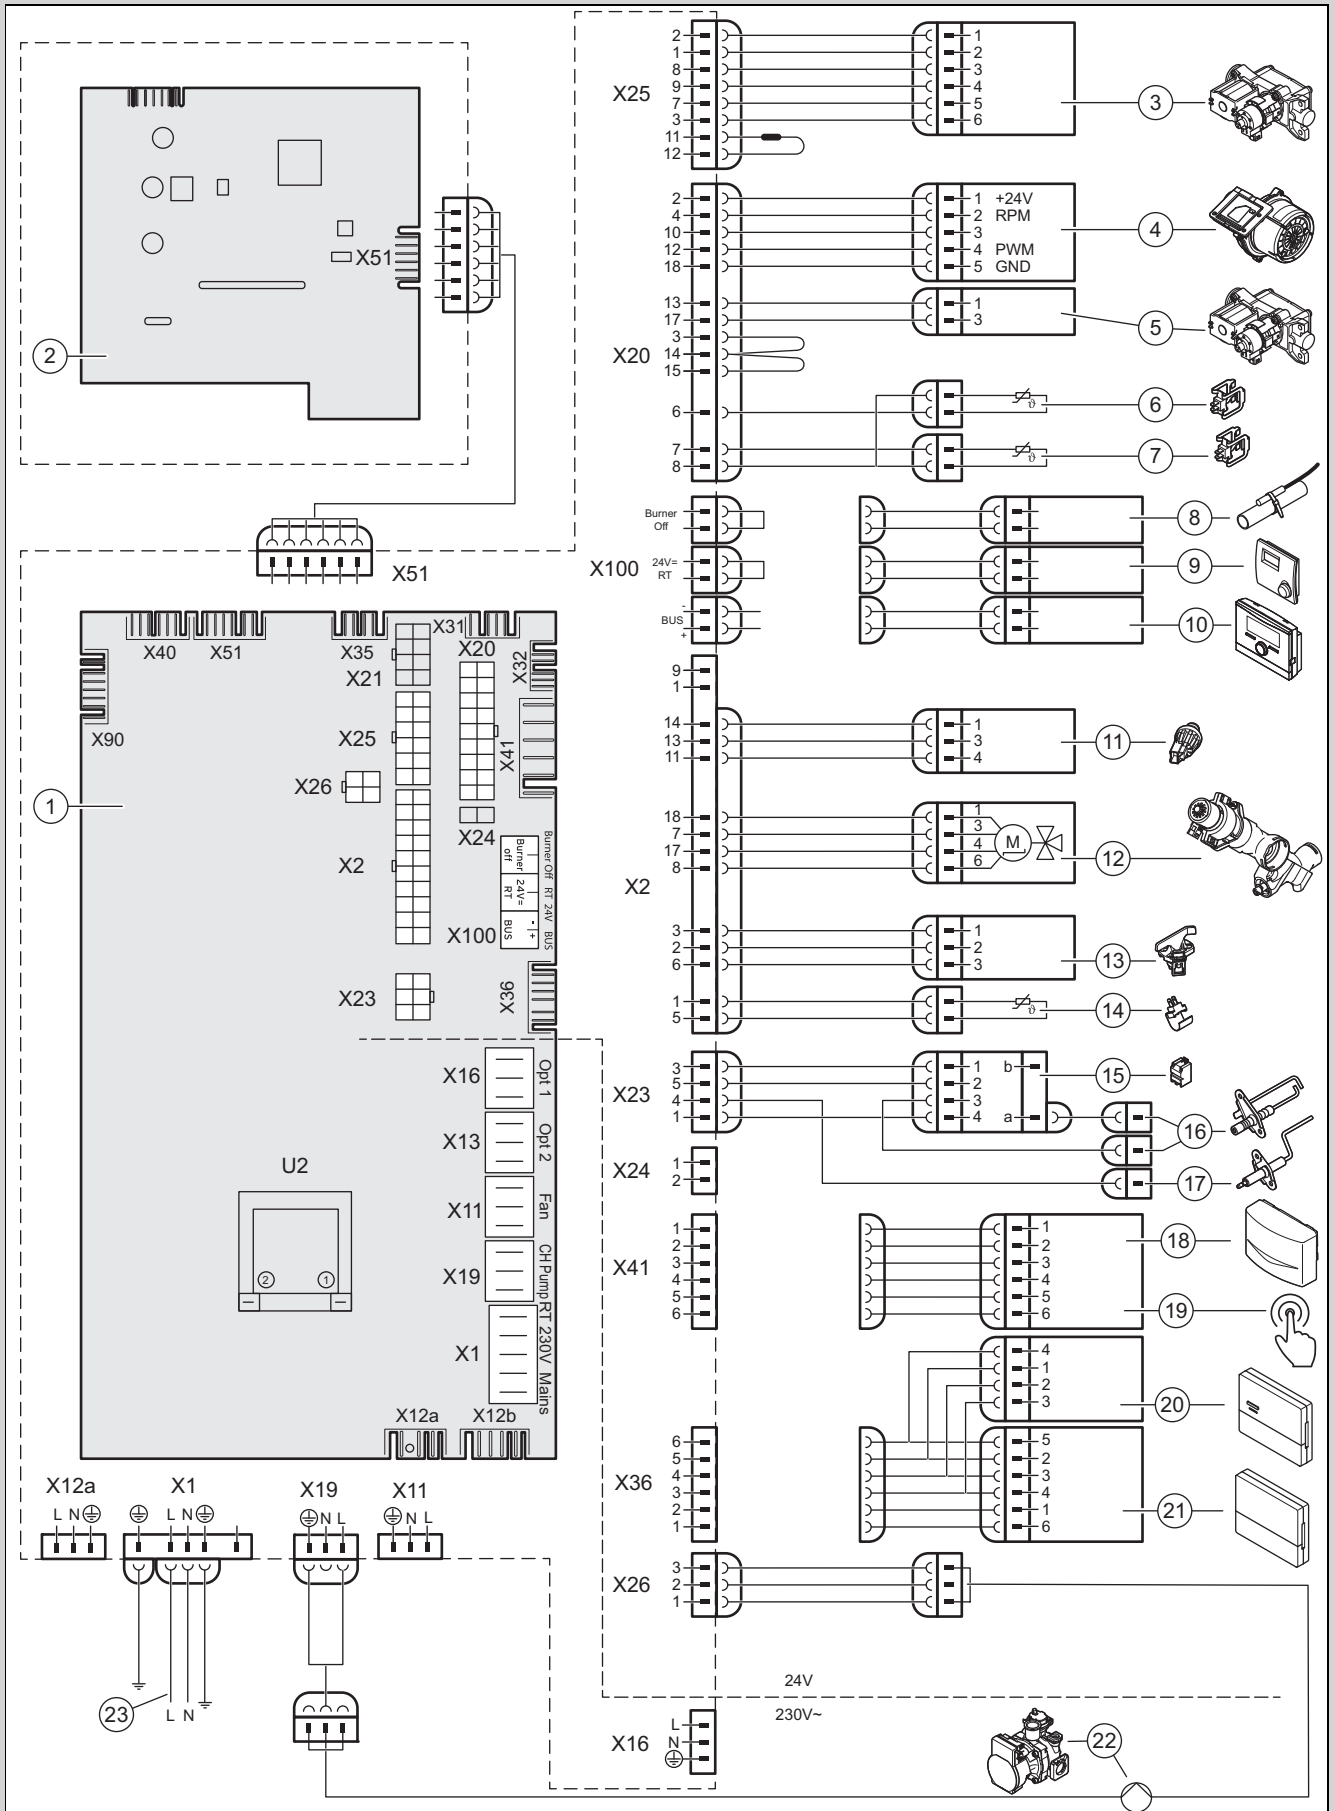 X51
2
X51
X25
2
1
8
9
7
3
11
12
1
2
3
4
5
6
3
X20
2
4
10
12
18
1 +24V
2 RPM
3
4 PWM
5 GND
4
13
17
3
14
15
1
3
5
6
7
8
6
7
Burner
Off
8
X100
24V=
RT
9
-
BUS
+
10
X40 X51 X35 X31
X21 X20 X32
X90
X25
X41
X26
X24
X2
Burner off
24V= RT
- + BUS
Burner Off RT 24V BUS
X100
X23
X36
1
X16 Opt 1
X13 Opt 2
X11 Fan
X19 CH Pump
X1 RT 230V Mains
U2
2 1
X12a X12b
X2
9
1
14
13
11
1
3
4
11
18
7
17
8
1
3
4
6
M
12
3
2
6
1
2
3
13
1
5
14
X23
3
5
4
1
1
2
3
4
b
a
15
16
17
X24
1
2
X41
1
2
3
4
5
6
1
2
3
4
5
6
18
19
X36
6
5
4
3
2
1
4
1
2
3
20
5
2
3
4
1
6
21
X26
3
2
1
X12a X1 X19 X11
L N
L N
N L
N L
23
L N
24V
230V~
X16
L
N
22
ϑ
ϑ
ϑ